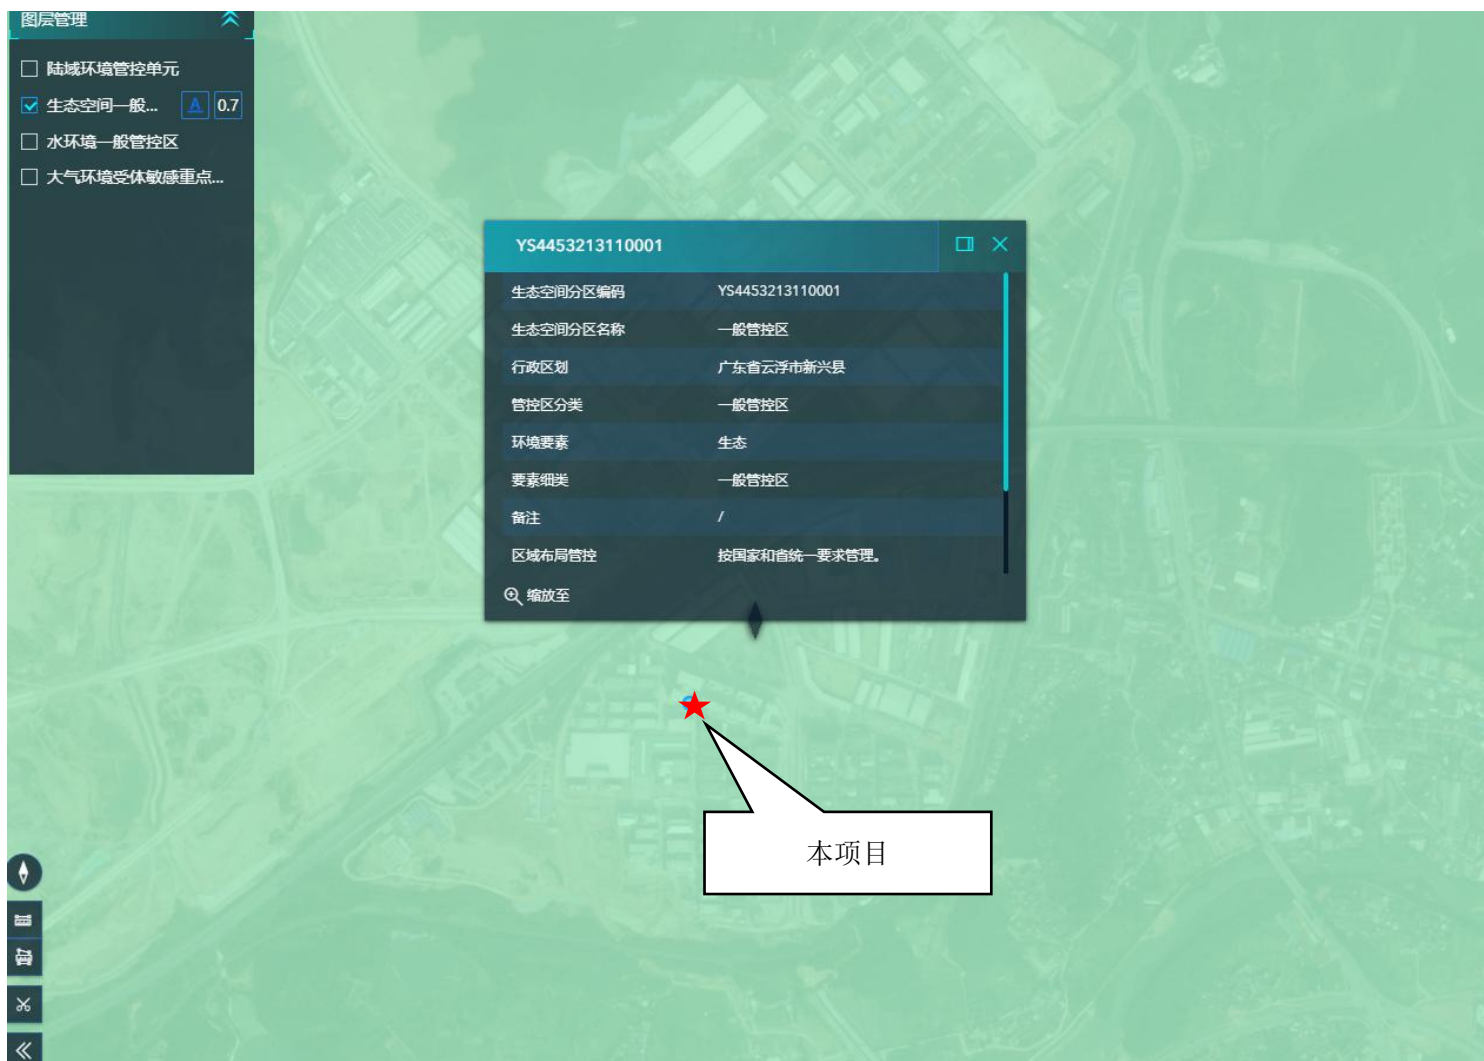 图层管理
陆域环境管控单元
生态空间一般... A 0.7
水环境一般管控区
大气环境受体敏感重点...
YS4453213110001
生态空间分区编码 YS4453213110001
生态空间分区名称 一般管控区
行政区划 广东省云浮市新兴县
管控区分类 一般管控区
环境要素 生态
要素细类 一般管控区
备注 /
区域布局管控 按国家和省统一要求管理。
缩放至
本项目